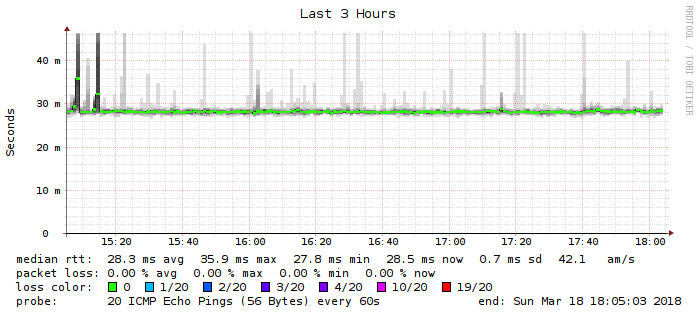 Last 3 Hours
RRDTOOL / TOBI OETIKER
Seconds
40 m
30 m
20 m
10 m
0
15:20 15:40 16:00 16:20 16:40 17:00 17:20 17:40 18:00
median rtt: 28.3 ms avg 35.9 ms max 27.8 ms min 28.5 ms now 0.7 ms sd 42.1 am/s
packet loss: 0.00 % avg 0.00 % max 0.00 % min 0.00 % now
loss color: 0 1/20 2/20 3/20 4/20 10/20 19/20
probe: 20 ICMP Echo Pings (56 Bytes) every 60s end: Sun Mar 18 18:05:03 2018